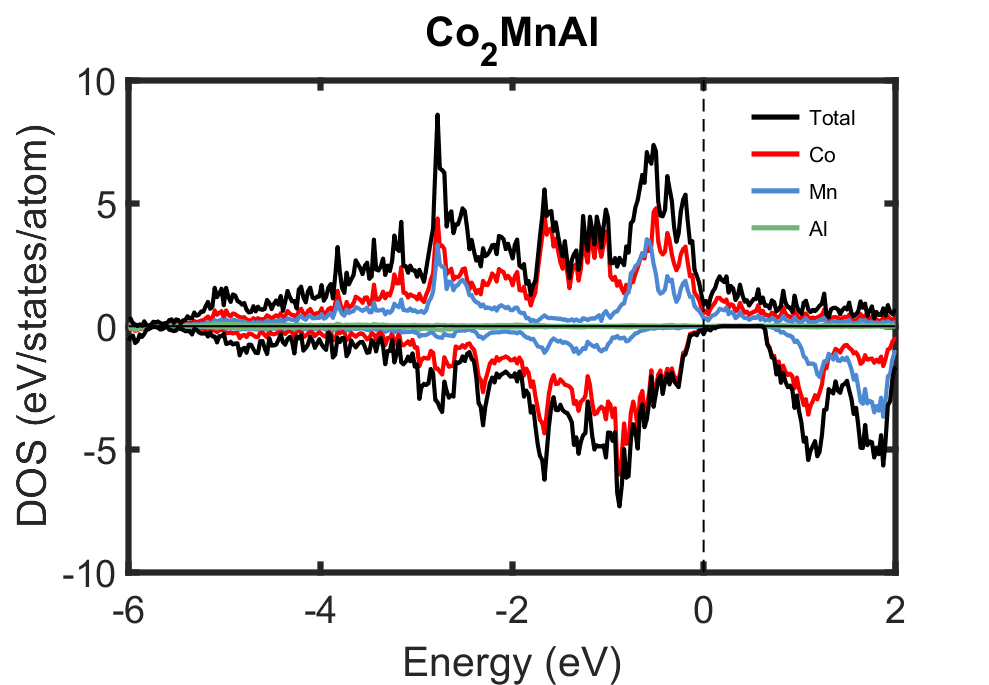 Co₂MnAl
DOS (eV/states/atom)
10
5
0
-5
-10
Total
Co
Mn
Al
-6
-4
-2
0
2
Energy (eV)